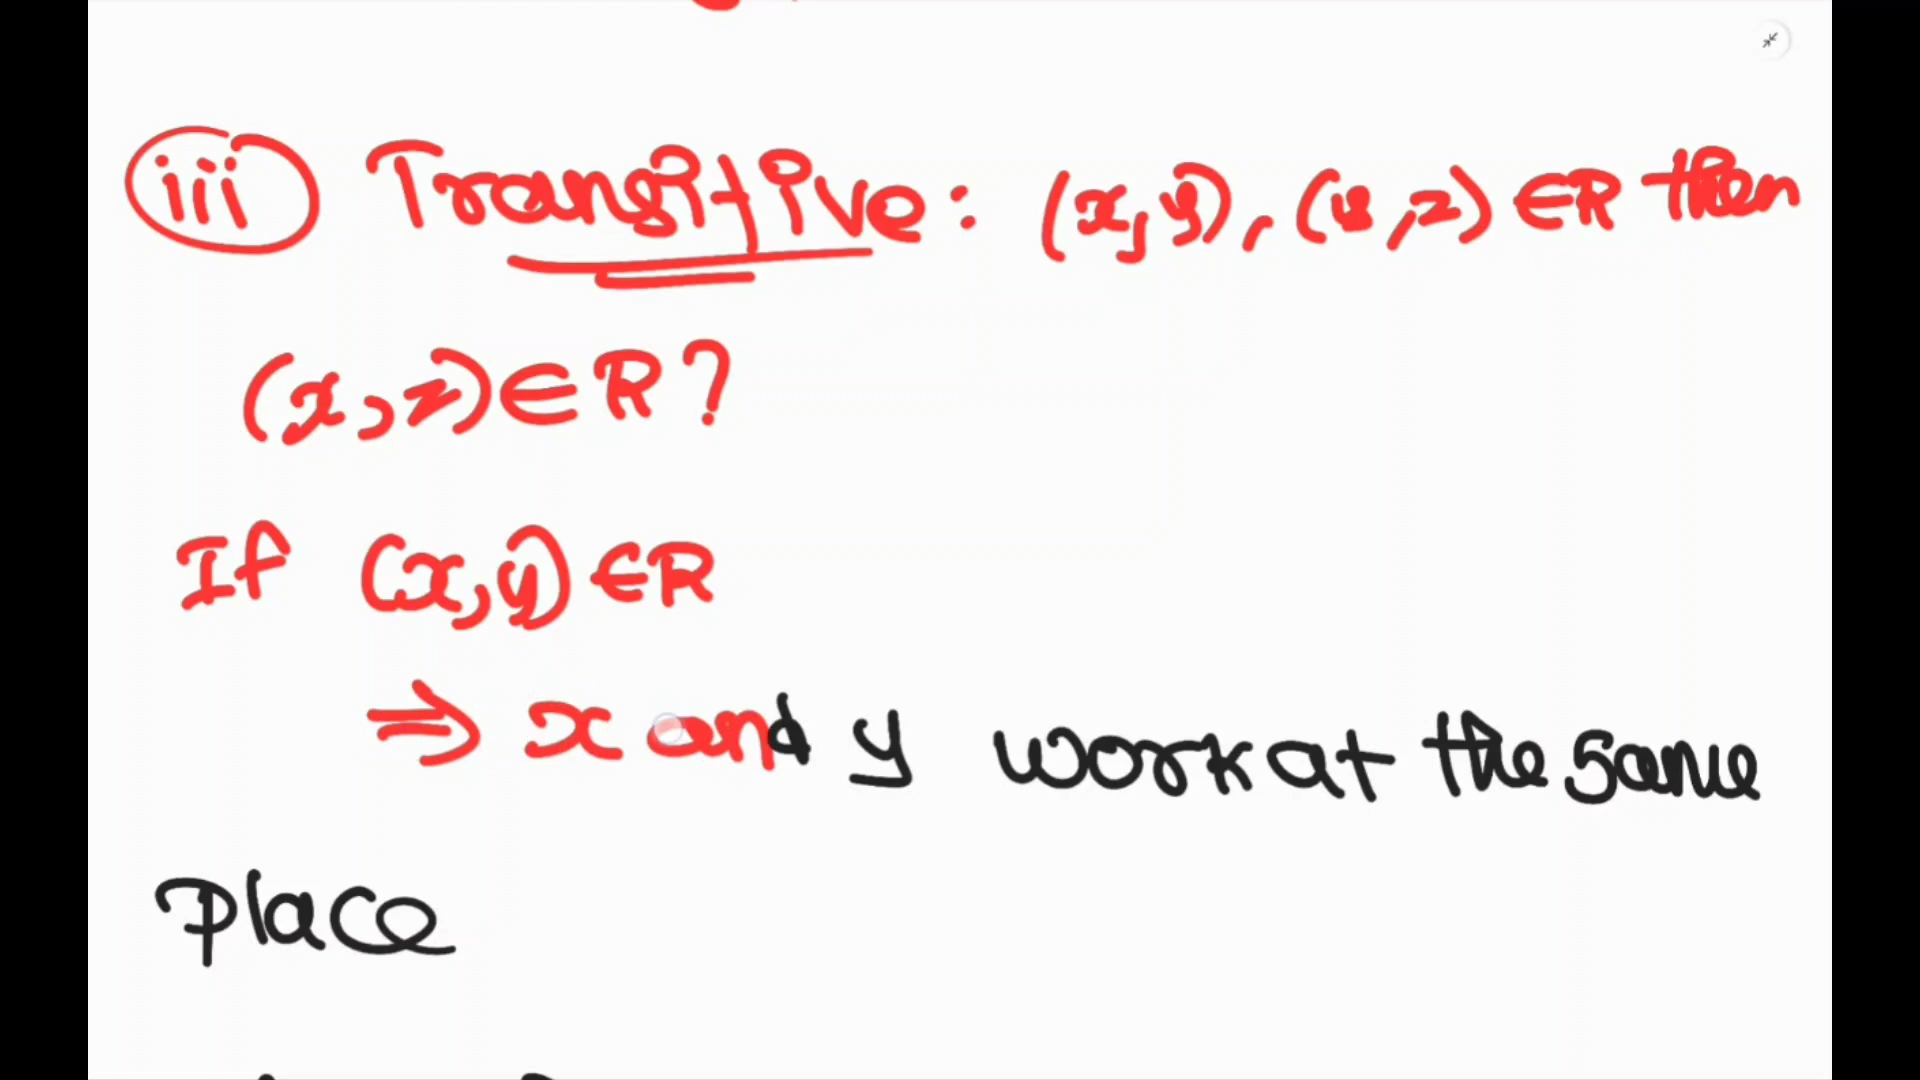 iii Transitive: (x,y), (y,z) ∈R then
(x,z)∈R?
If (x,y)∈R
⇒ x and y work at the same
place